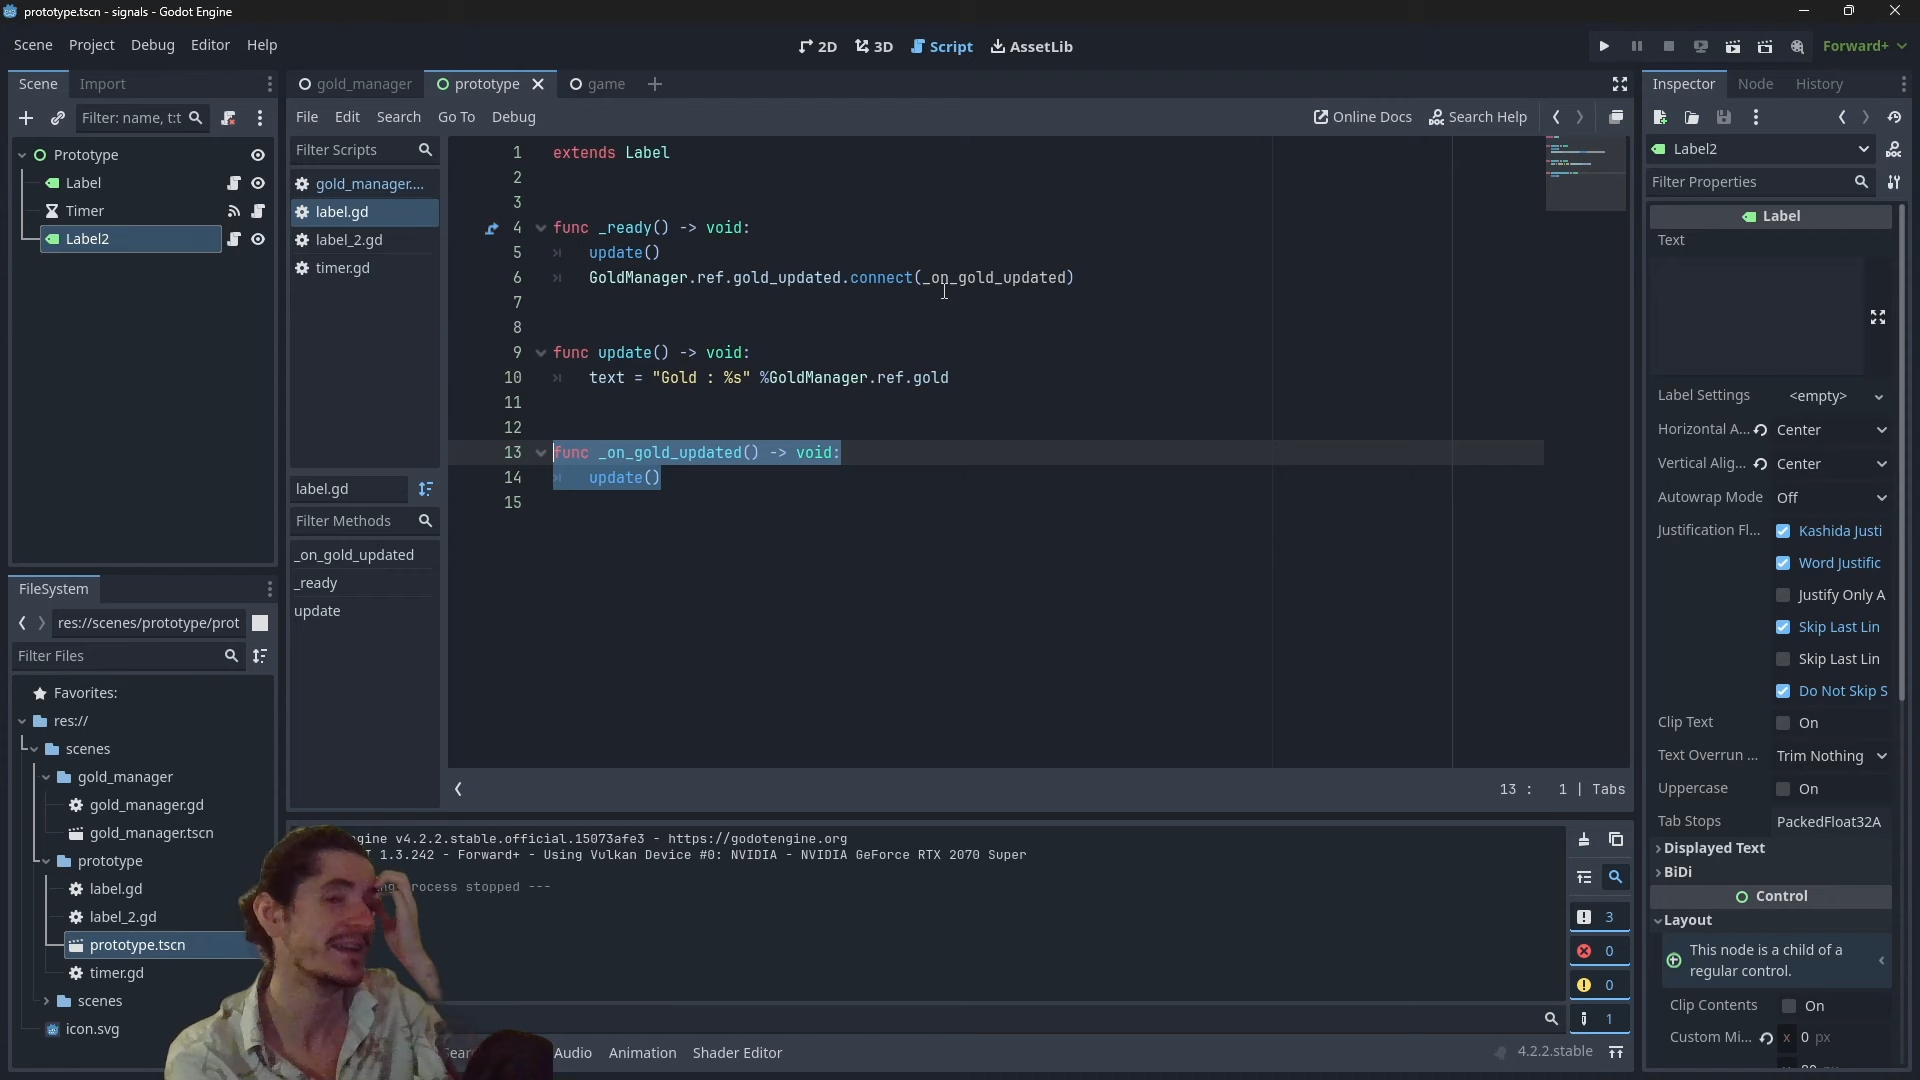 prototype.tscn - signals - Godot Engine
Scene Project Debug Editor Help
2D 3D Script AssetLib
Forward+
Scene Import
gold_manager prototype game
Inspector Node History
Filter: name, t:t
File Edit Search Go To Debug
Online Docs Search Help
Prototype
Label
Timer
Label2
Filter Scripts
gold_manager....
label.gd
label_2.gd
timer.gd
label.gd
Filter Methods
_on_gold_updated
_ready
update
1 extends Label
2
3
4 func _ready() -> void:
5 update()
6 GoldManager.ref.gold_updated.connect(_on_gold_updated)
7
8
9 func update() -> void:
10 text = "Gold : %s" %GoldManager.ref.gold
11
12
13 func _on_gold_updated() -> void:
14 update()
15
13 : 1 | Tabs
FileSystem
res://scenes/prototype/prot
Filter Files
Favorites:
res://
scenes
gold_manager
gold_manager.gd
gold_manager.tscn
prototype
label.gd
label_2.gd
prototype.tscn
timer.gd
scenes
icon.svg
gine v4.2.2.stable.official.15073afe3 - https://godotengine.org
1.3.242 - Forward+ - Using Vulkan Device #0: NVIDIA - NVIDIA GeForce RTX 2070 Super
rocess stopped ---
3
0
0
1
Audio Animation Shader Editor
4.2.2.stable
Label2
Filter Properties
Label
Text
Label Settings <empty>
Horizontal A... Center
Vertical Alig... Center
Autowrap Mode Off
Justification Fl... Kashida Justi
Word Justific
Justify Only A
Skip Last Lin
Skip Last Lin
Do Not Skip S
Clip Text On
Text Overrun ... Trim Nothing
Uppercase On
Tab Stops PackedFloat32A
Displayed Text
BiDi
Control
Layout
This node is a child of a
regular control.
Clip Contents On
Custom Mi... x 0 px